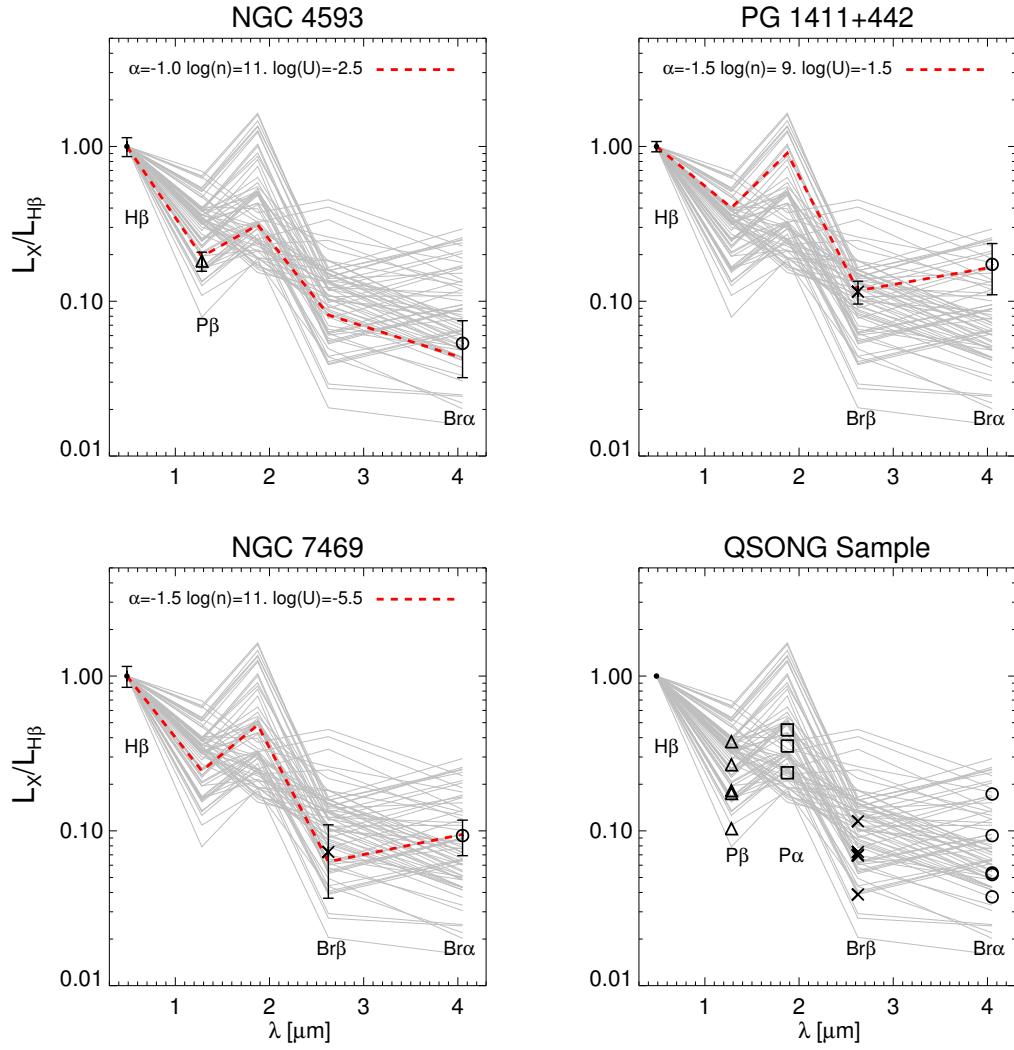 NGC 4593
α=-1.0 log(n)=11. log(U)=-2.5
1.00
0.10
0.01
L_X/L_Hβ
Hβ
Pβ
Brα
1 2 3 4
PG 1411+442
α=-1.5 log(n)= 9. log(U)=-1.5
1.00
0.10
0.01
Hβ
Brβ
Brα
1 2 3 4
NGC 7469
α=-1.5 log(n)=11. log(U)=-5.5
1.00
0.10
0.01
L_X/L_Hβ
Hβ
Brβ
Brα
1 2 3 4
λ [μm]
QSONG Sample
1.00
0.10
0.01
Hβ
Pβ
Pα
Brβ
Brα
1 2 3 4
λ [μm]